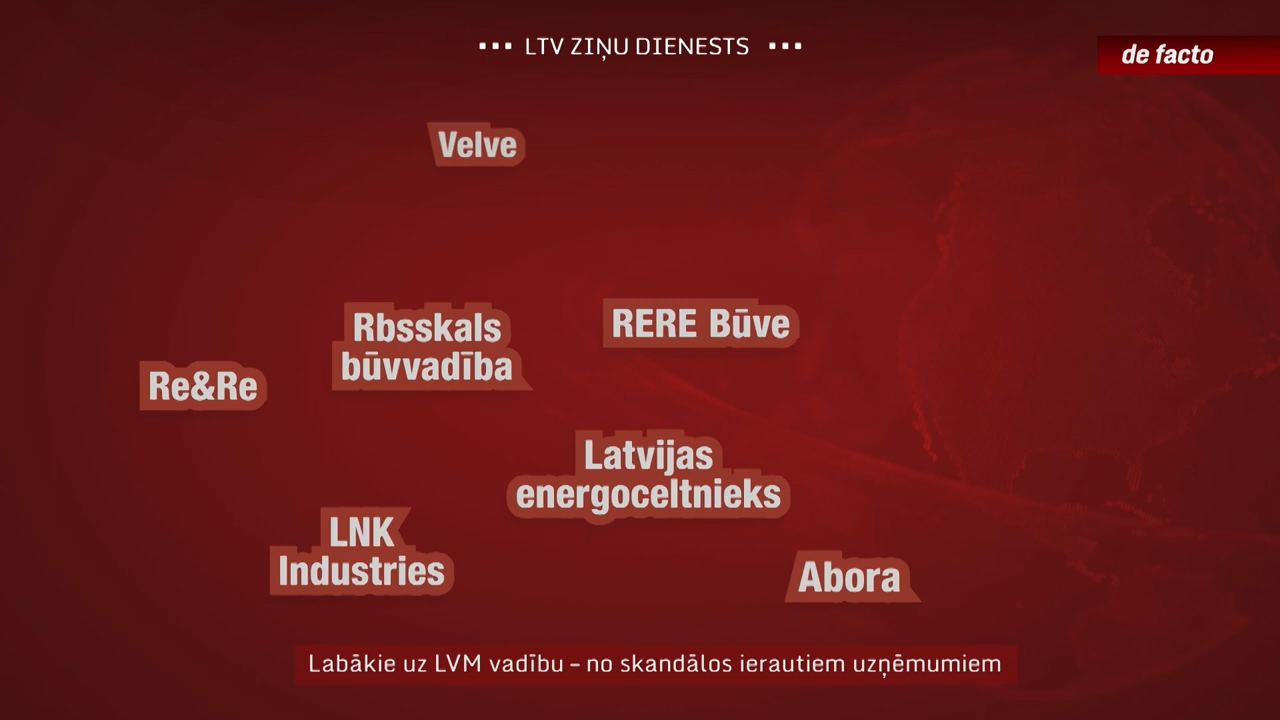 LTV ZIŅU DIENESTS
de facto
Velve
Rbsskals
būvvadība
RERE Būve
Re&Re
Latvijas
energoceltnieks
LNK
Industries
Abora
Labākie uz LVM vadību – no skandālos ierautiem uzņēmumiem